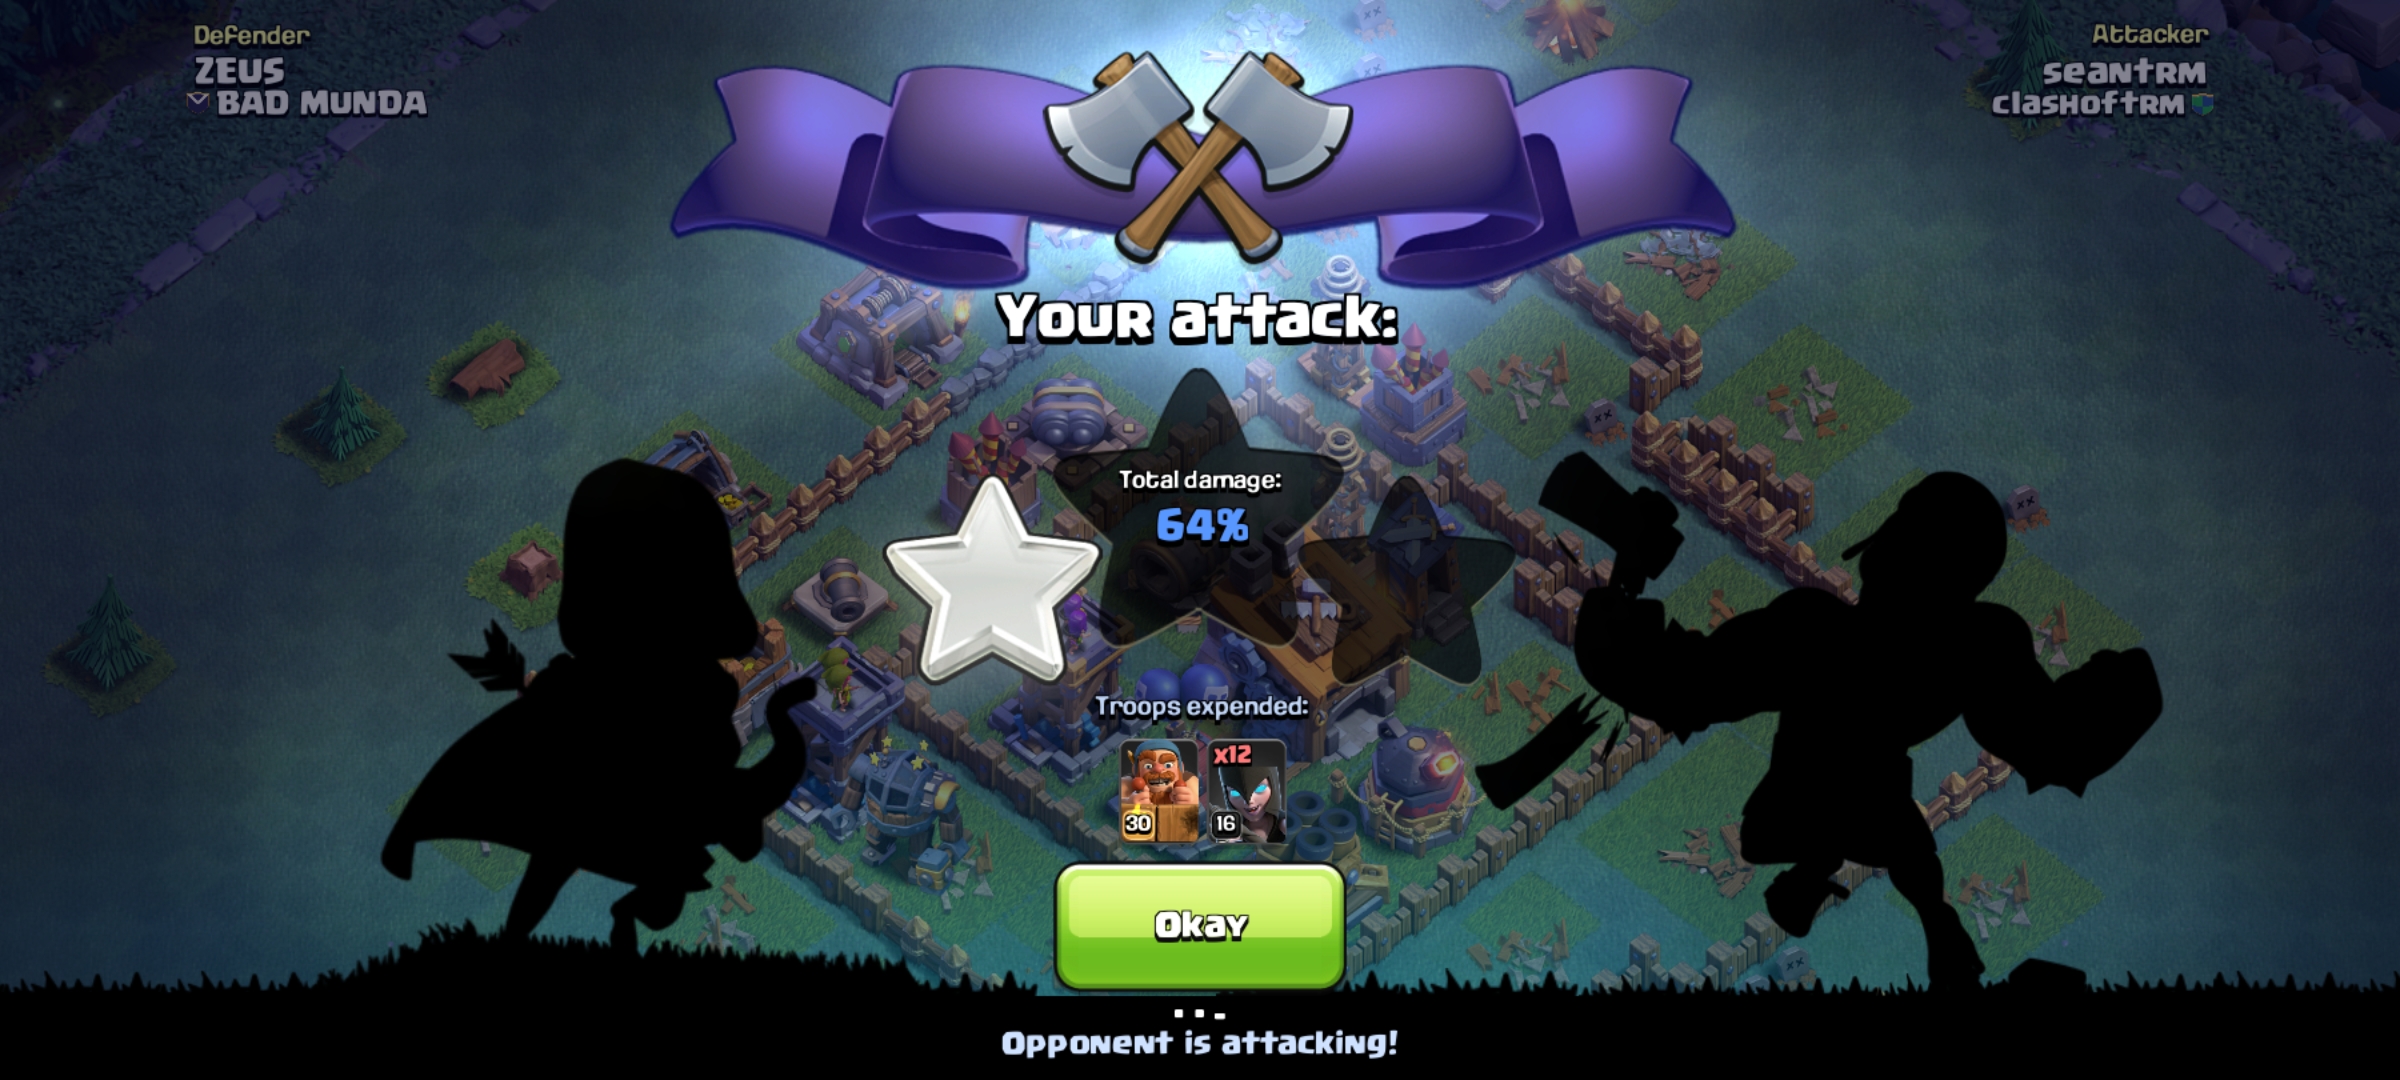 Defender
ZEUS
BAD MUNDA
Attacker
seantRM
clashoftRM
Your attack:
Total damage:
64%
Troops expended:
30
x12
16
Okay
Opponent is attacking!